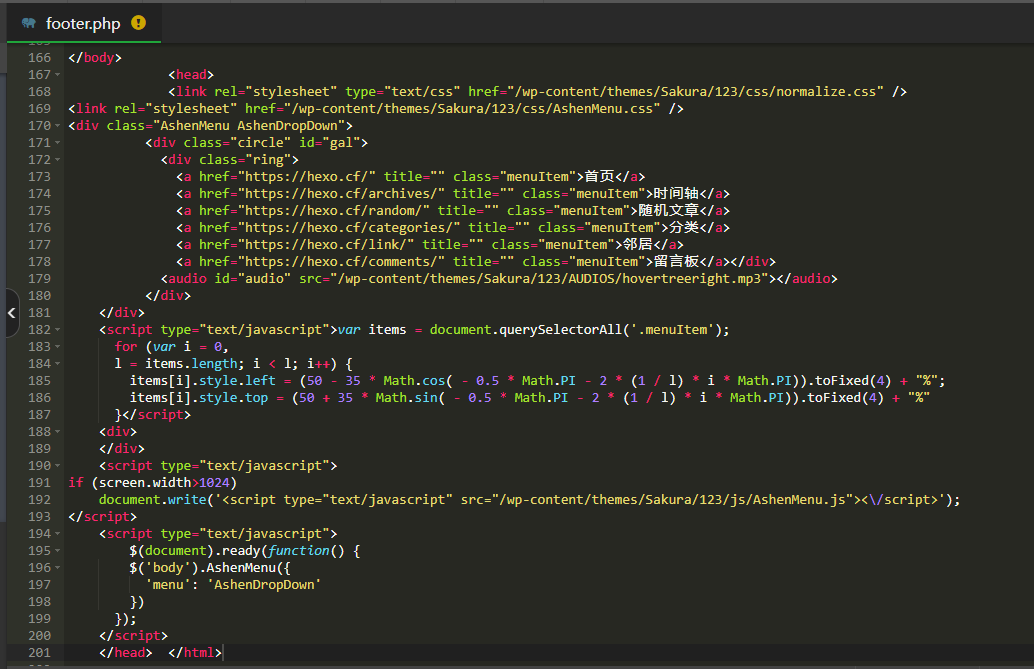 footer.php
166 </body>
167 <head>
168 <link rel="stylesheet" type="text/css" href="/wp-content/themes/Sakura/123/css/normalize.css" />
169 <link rel="stylesheet" href="/wp-content/themes/Sakura/123/css/AshenMenu.css" />
170 <div class="AshenMenu AshenDropDown">
171 <div class="circle" id="gal">
172 <div class="ring">
173 <a href="https://hexo.cf/" title="" class="menuItem">首页</a>
174 <a href="https://hexo.cf/archives/" title="" class="menuItem">时间轴</a>
175 <a href="https://hexo.cf/random/" title="" class="menuItem">随机文章</a>
176 <a href="https://hexo.cf/categories/" title="" class="menuItem">分类</a>
177 <a href="https://hexo.cf/link/" title="" class="menuItem">邻居</a>
178 <a href="https://hexo.cf/comments/" title="" class="menuItem">留言板</a></div>
179 <audio id="audio" src="/wp-content/themes/Sakura/123/AUDIOS/hovertreeright.mp3"></audio>
180 </div>
181 </div>
182 <script type="text/javascript">var items = document.querySelectorAll('.menuItem');
183 for (var i = 0,
184 l = items.length; i < l; i++) {
185 items[i].style.left = (50 - 35 * Math.cos( - 0.5 * Math.PI - 2 * (1 / l) * i * Math.PI)).toFixed(4) + "%";
186 items[i].style.top = (50 + 35 * Math.sin( - 0.5 * Math.PI - 2 * (1 / l) * i * Math.PI)).toFixed(4) + "%"
187 }</script>
188 <div>
189 </div>
190 <script type="text/javascript">
191 if (screen.width>1024)
192 document.write('<script type="text/javascript" src="/wp-content/themes/Sakura/123/js/AshenMenu.js"><\/script>');
193 </script>
194 <script type="text/javascript">
195 $(document).ready(function() {
196 $('body').AshenMenu({
197 'menu': 'AshenDropDown'
198 })
199 });
200 </script>
201 </head> </html>